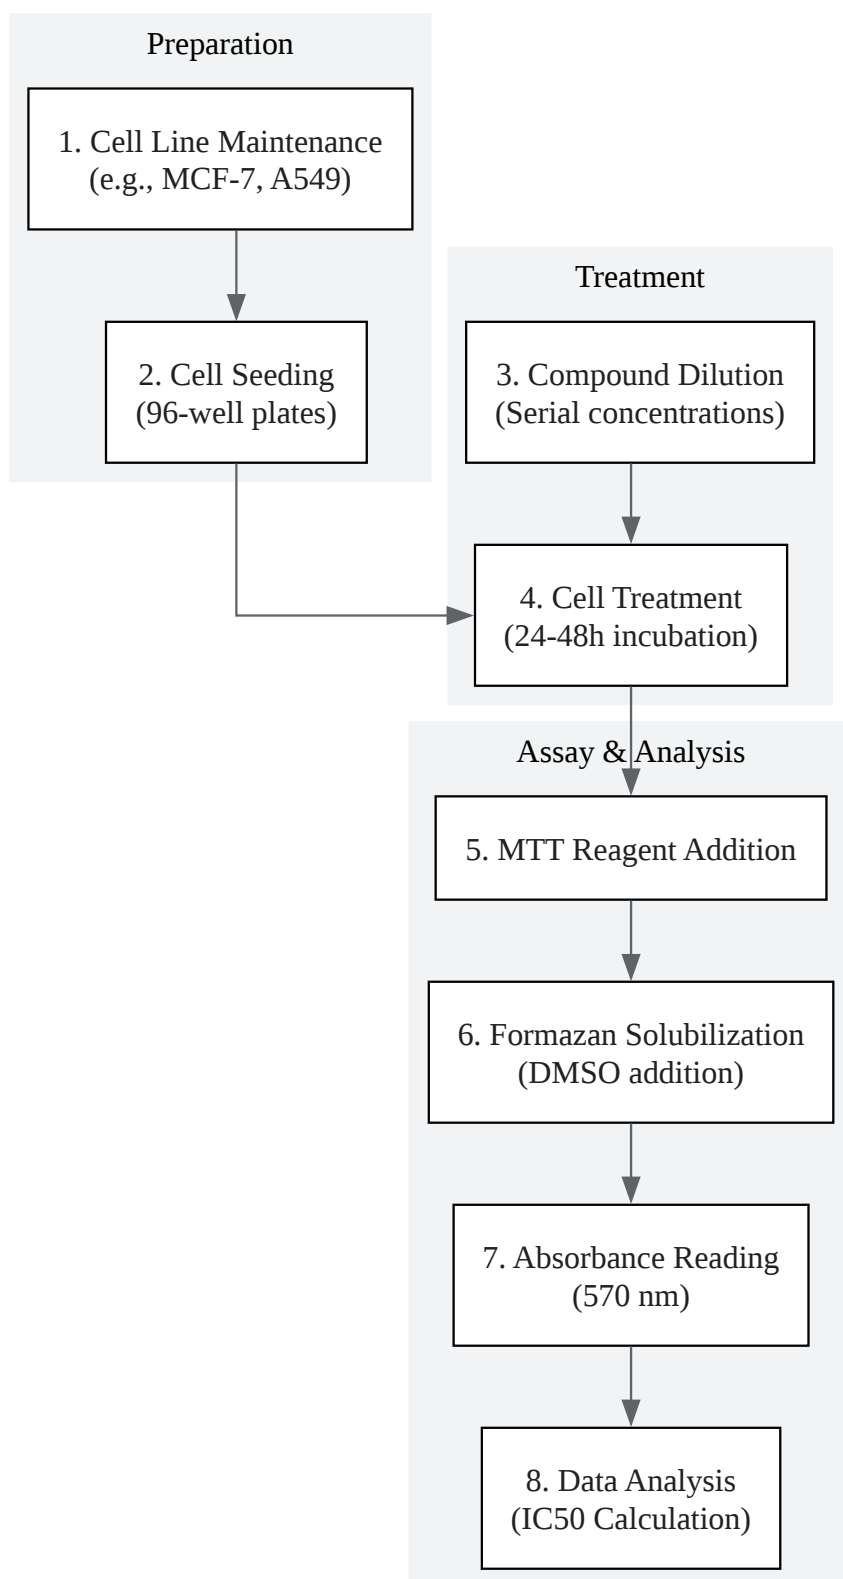 Preparation
1. Cell Line Maintenance
(e.g., MCF-7, A549)
2. Cell Seeding
(96-well plates)
Treatment
3. Compound Dilution
(Serial concentrations)
4. Cell Treatment
(24-48h incubation)
Assay & Analysis
5. MTT Reagent Addition
6. Formazan Solubilization
(DMSO addition)
7. Absorbance Reading
(570 nm)
8. Data Analysis
(IC50 Calculation)